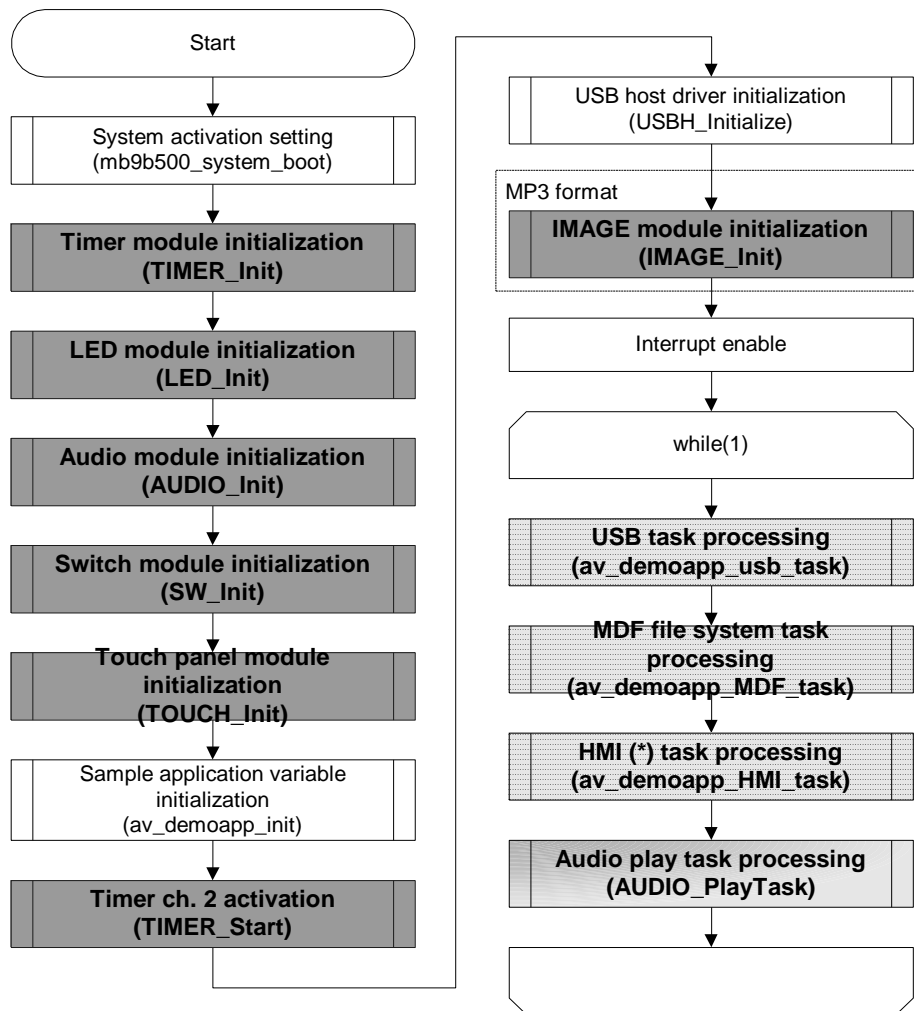 Start
System activation setting
(mb9b500_system_boot)
Timer module initialization
(TIMER_Init)
LED module initialization
(LED_Init)
Audio module initialization
(AUDIO_Init)
Switch module initialization
(SW_Init)
Touch panel module
initialization
(TOUCH_Init)
Sample application variable
initialization
(av_demoapp_init)
Timer ch. 2 activation
(TIMER_Start)
USB host driver initialization
(USBH_Initialize)
MP3 format
IMAGE module initialization
(IMAGE_Init)
Interrupt enable
while(1)
USB task processing
(av_demoapp_usb_task)
MDF file system task
processing
(av_demoapp_MDF_task)
HMI (*) task processing
(av_demoapp_HMI_task)
Audio play task processing
(AUDIO_PlayTask)